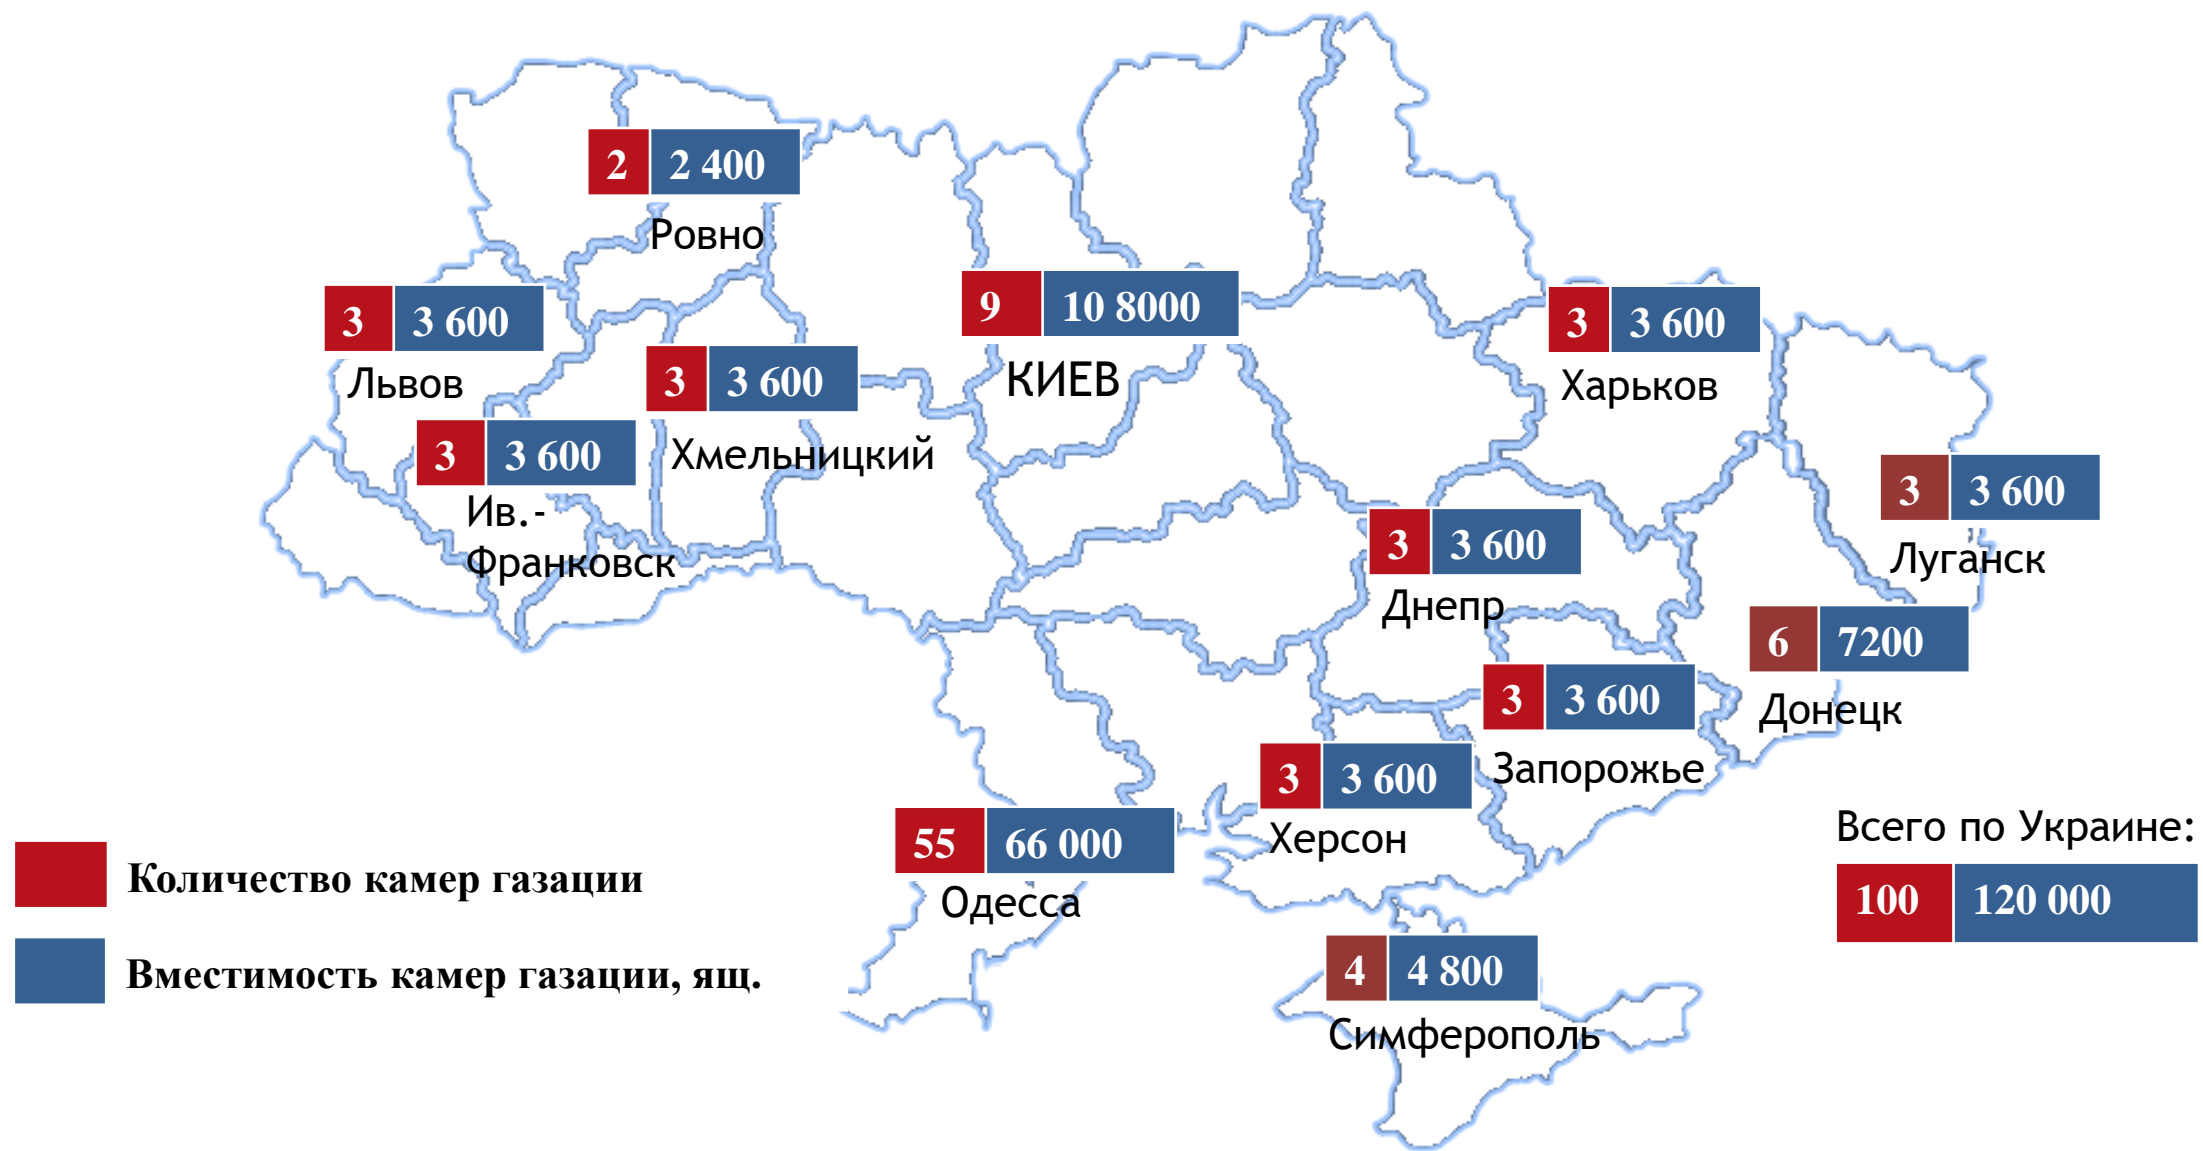 2 2 400
Ровно
3 3 600
Львов
9 10 8000
КИЕВ
3 3 600
Харьков
3 3 600
Хмельницкий
3 3 600
Ив.-
Франковск
3 3 600
Луганск
3 3 600
Днепр
6 7200
Донецк
3 3 600
Запорожье
3 3 600
Херсон
55 66 000
Одесса
4 4 800
Симферополь
Всего по Украине:
100 120 000
Количество камер газации
Вместимость камер газации, ящ.